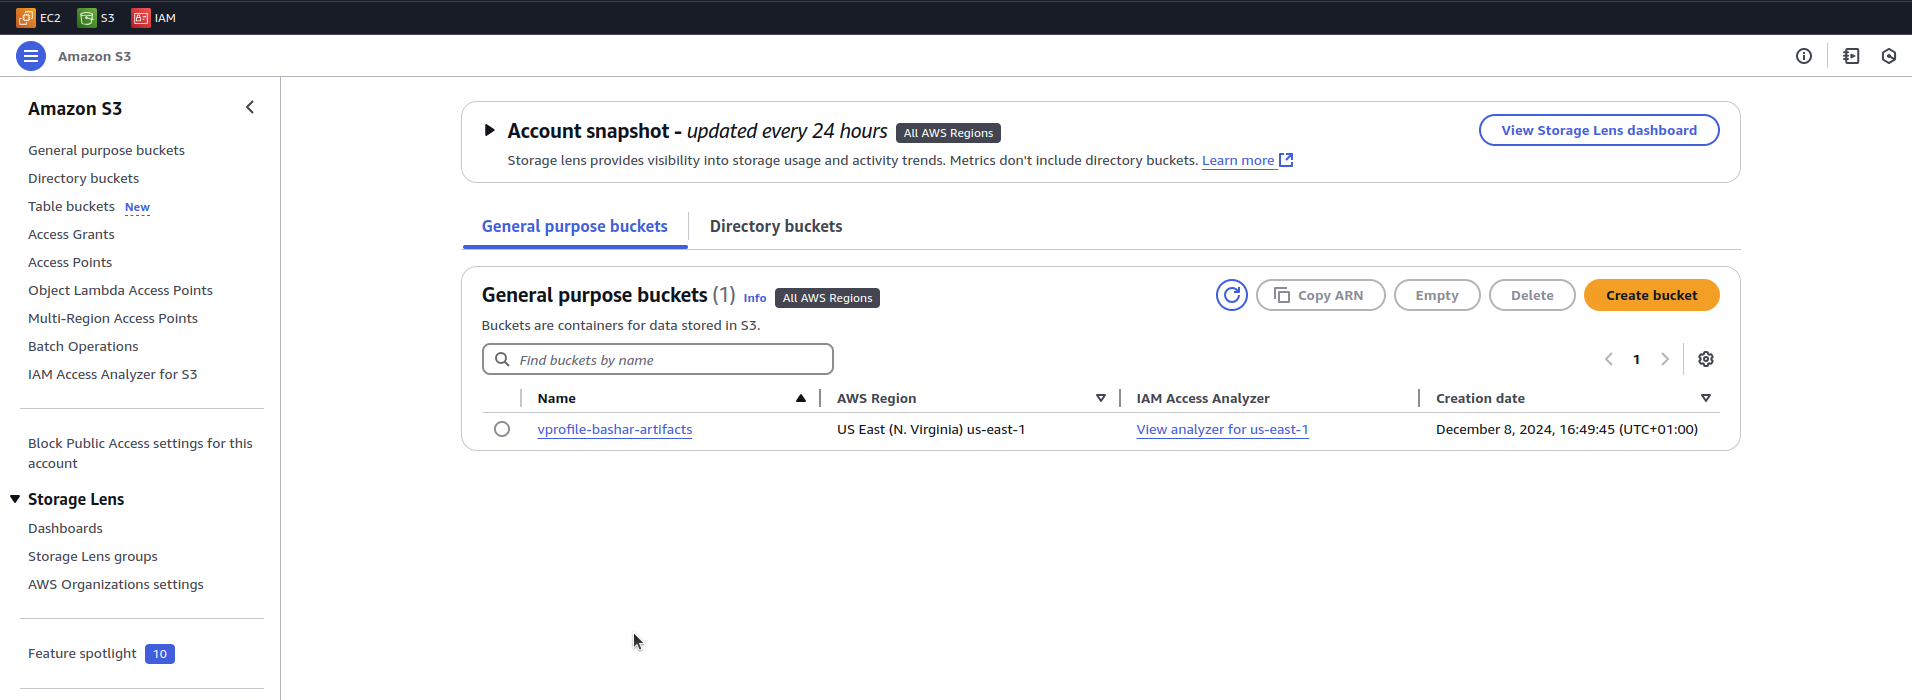 EC2 S3 IAM
Amazon S3
Amazon S3
General purpose buckets
Directory buckets
Table buckets New
Access Grants
Access Points
Object Lambda Access Points
Multi-Region Access Points
Batch Operations
IAM Access Analyzer for S3
Block Public Access settings for this
account
Storage Lens
Dashboards
Storage Lens groups
AWS Organizations settings
Feature spotlight 10
Account snapshot - updated every 24 hours All AWS Regions
View Storage Lens dashboard
Storage lens provides visibility into storage usage and activity trends. Metrics don't include directory buckets. Learn more
General purpose buckets Directory buckets
General purpose buckets (1) Info All AWS Regions
Copy ARN Empty Delete Create bucket
Buckets are containers for data stored in S3.
Find buckets by name
1
Name AWS Region IAM Access Analyzer Creation date
vprofile-bashar-artifacts US East (N. Virginia) us-east-1 View analyzer for us-east-1 December 8, 2024, 16:49:45 (UTC+01:00)